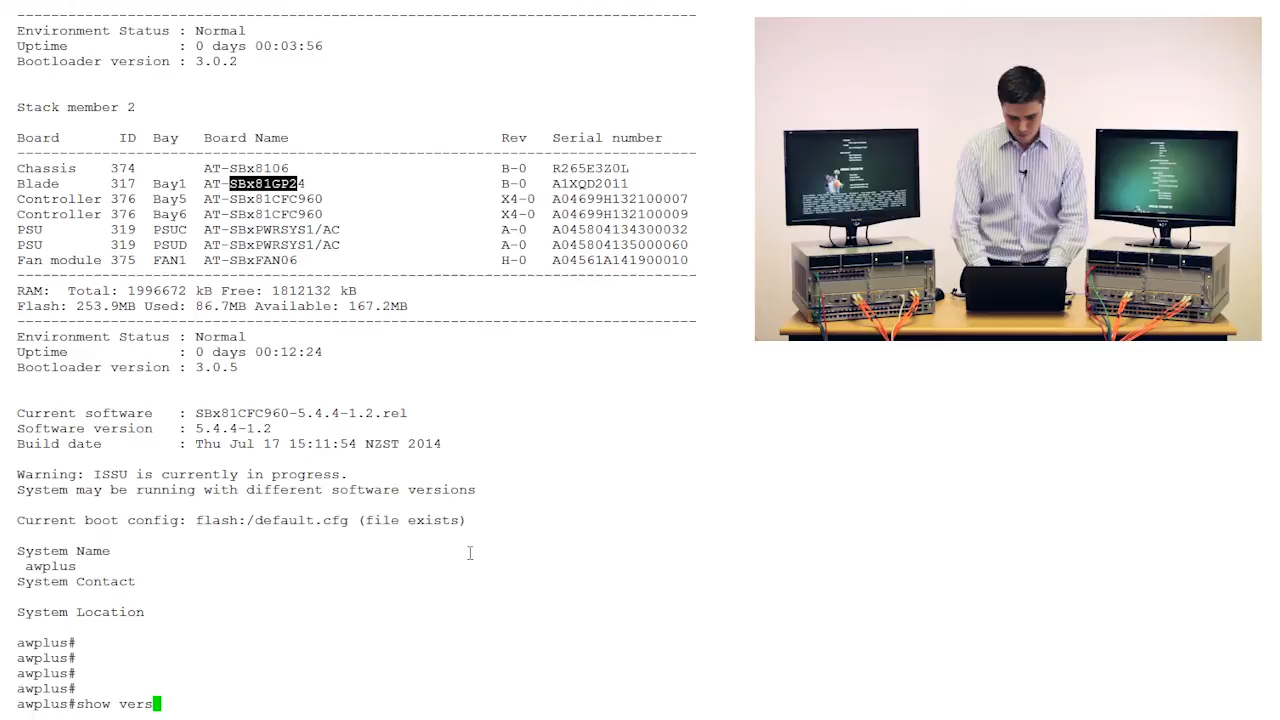 Environment Status : Normal
Uptime             : 0 days 00:03:56
Bootloader version : 3.0.2
Stack member 2
Board      ID  Bay   Board Name                         Rev   Serial number
Chassis    374       AT-SBx8106                         B-0   R265E3Z0L
Blade      317 Bay1  AT-SBx81GP24                       B-0   A1XQD2011
Controller 376 Bay5  AT-SBx81CFC960                     X4-0  A04699H132100007
Controller 376 Bay6  AT-SBx81CFC960                     X4-0  A04699H132100009
PSU        319 PSUC  AT-SBxPWRSYS1/AC                   A-0   A045804134300032
PSU        319 PSUD  AT-SBxPWRSYS1/AC                   A-0   A045804135000060
Fan module 375 FAN1  AT-SBxFAN06                        H-0   A04561A141900010
RAM:  Total: 1996672 kB Free: 1812132 kB
Flash: 253.9MB Used: 86.7MB Available: 167.2MB
Environment Status : Normal
Uptime             : 0 days 00:12:24
Bootloader version : 3.0.5
Current software   : SBx81CFC960-5.4.4-1.2.rel
Software version   : 5.4.4-1.2
Build date         : Thu Jul 17 15:11:54 NZST 2014
Warning: ISSU is currently in progress.
System may be running with different software versions
Current boot config: flash:/default.cfg (file exists)
System Name
awplus
System Contact
System Location
awplus#
awplus#
awplus#
awplus#
awplus#show vers